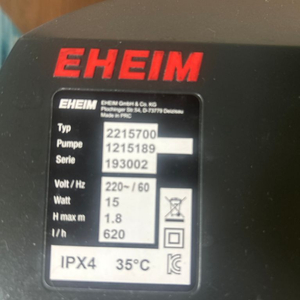 EHEIM
EHEIM EHEIM GmbH & Co. KG
Plochinger Str.54, D-73779 Deizisau
Made in PRC
Typ 2215700
Pumpe 1215189
Serie 193002
Volt / Hz 220~ / 60
Watt 15
H max m 1.8
l / h 620
IPX4 35°C